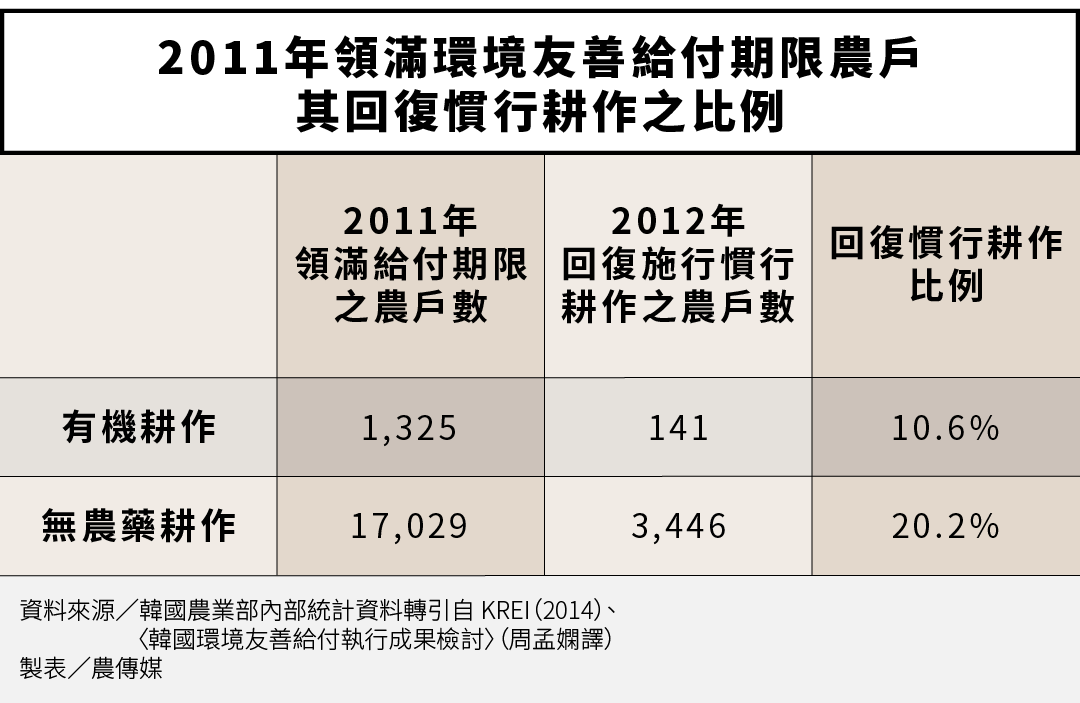 2011年領滿環境友善給付期限農戶
其回復慣行耕作之比例
2011年
領滿給付期限
之農戶數
2012年
回復施行慣行
耕作之農戶數
回復慣行耕作
比例
有機耕作 1,325 141 10.6%
無農藥耕作 17,029 3,446 20.2%
資料來源／韓國農業部內部統計資料轉引自 KREI（2014）、
〈韓國環境友善給付執行成果檢討〉（周孟嫻譯）
製表／農傳媒